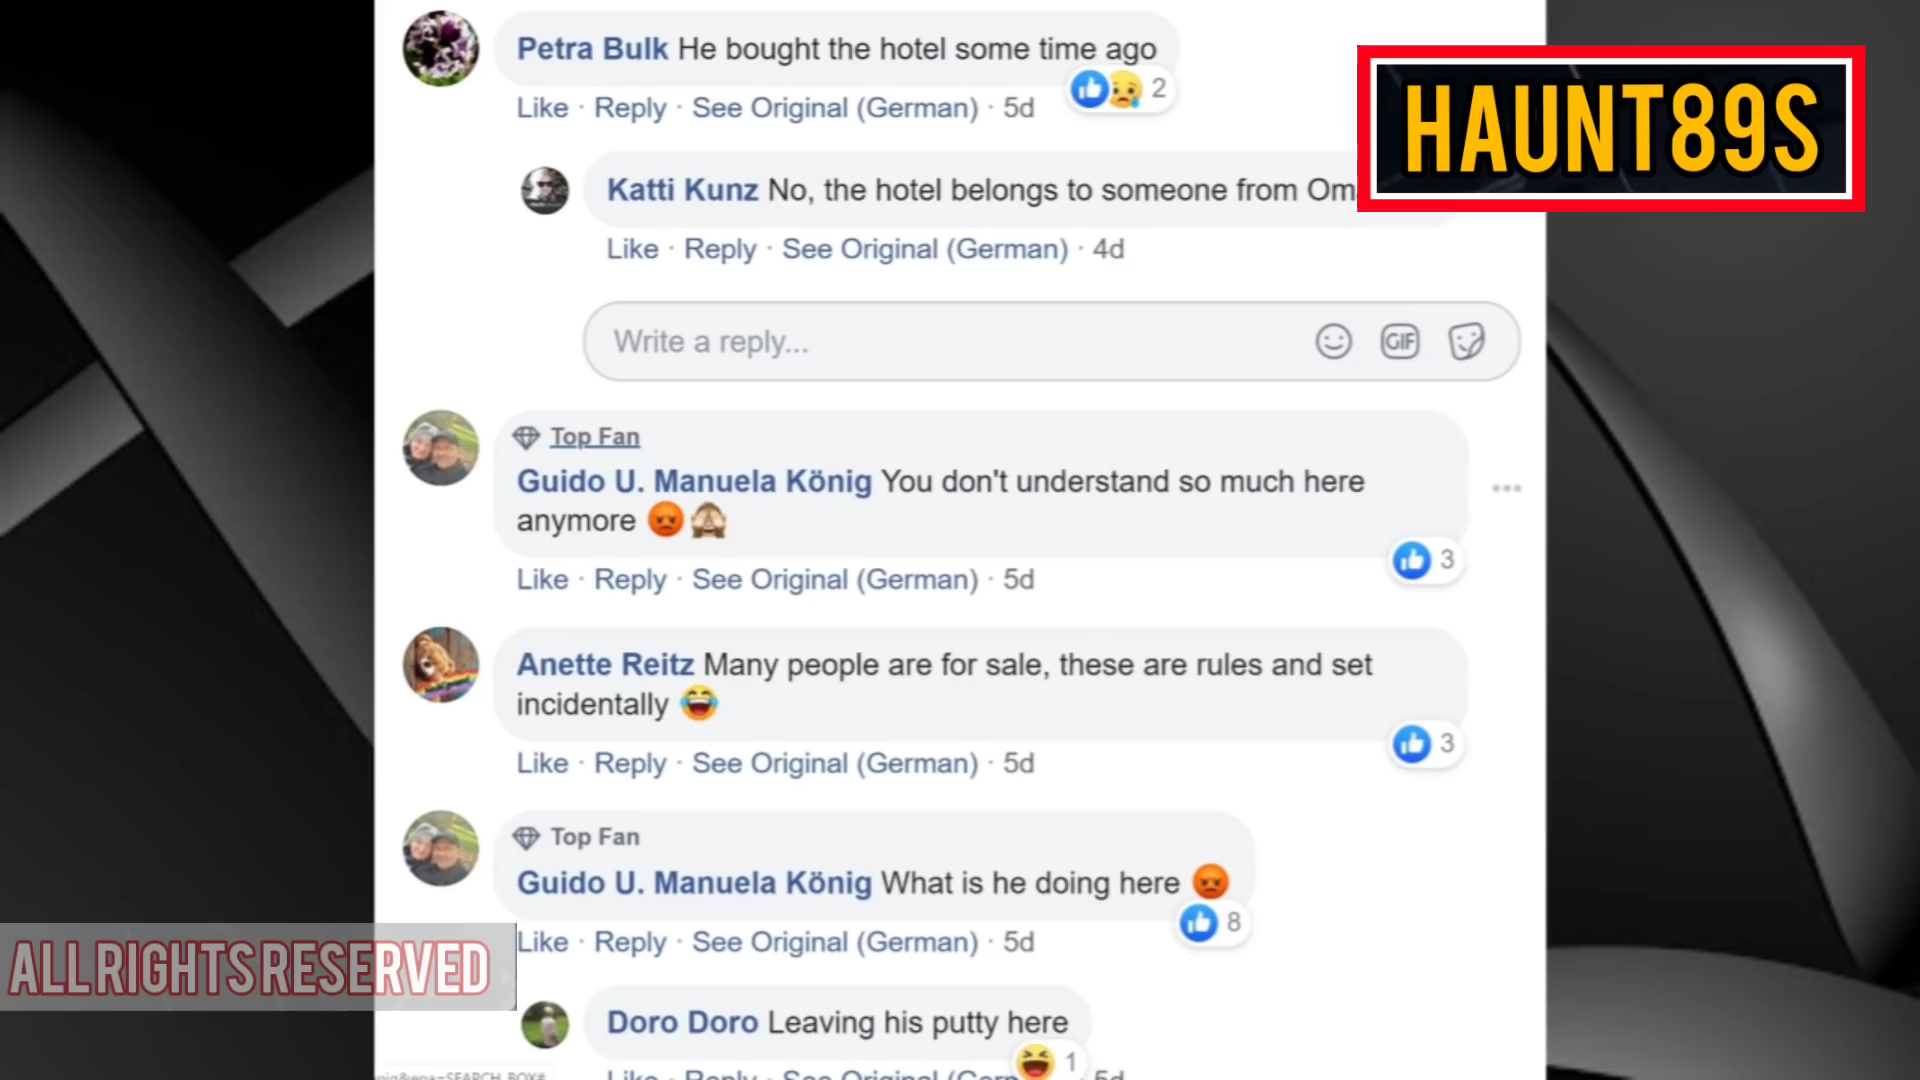 Petra Bulk He bought the hotel some time ago
2
Like · Reply · See Original (German) · 5d
HAUNT89S
Katti Kunz No, the hotel belongs to someone from
Like · Reply · See Original (German) · 4d
Write a reply...
GIF
Top Fan
Guido U. Manuela König You don't understand so much here
anymore
3
Like · Reply · See Original (German) · 5d
Anette Reitz Many people are for sale, these are rules and set
incidentally
3
Like · Reply · See Original (German) · 5d
Top Fan
Guido U. Manuela König What is he doing here
8
Like · Reply · See Original (German) · 5d
ALL RIGHTS RESERVED
Doro Doro Leaving his putty here
1
Like · Reply · See Original 5d